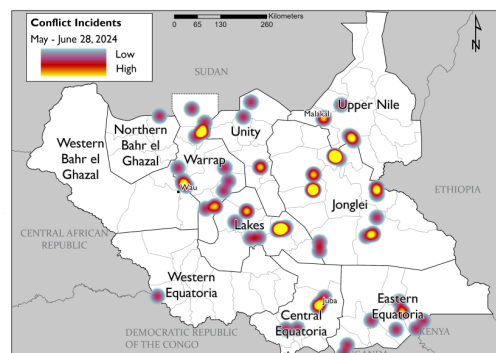 Conflict Incidents
May - June 28, 2024
Low
High
Kilometers
0 65 130 195 260
N
SUDAN
Upper Nile
Malakal
Northern
Bahr el
Ghazal
Unity
Western
Bahr el
Ghazal
Warrap
Wau
ETHIOPIA
Jonglei
CENTRAL AFRICAN
REPUBLIC
Lakes
Western
Equatoria
Juba
Eastern
Equatoria
Central
Equatoria
DEMOCRATIC REPUBLIC
OF THE CONGO
KENYA
UGANDA